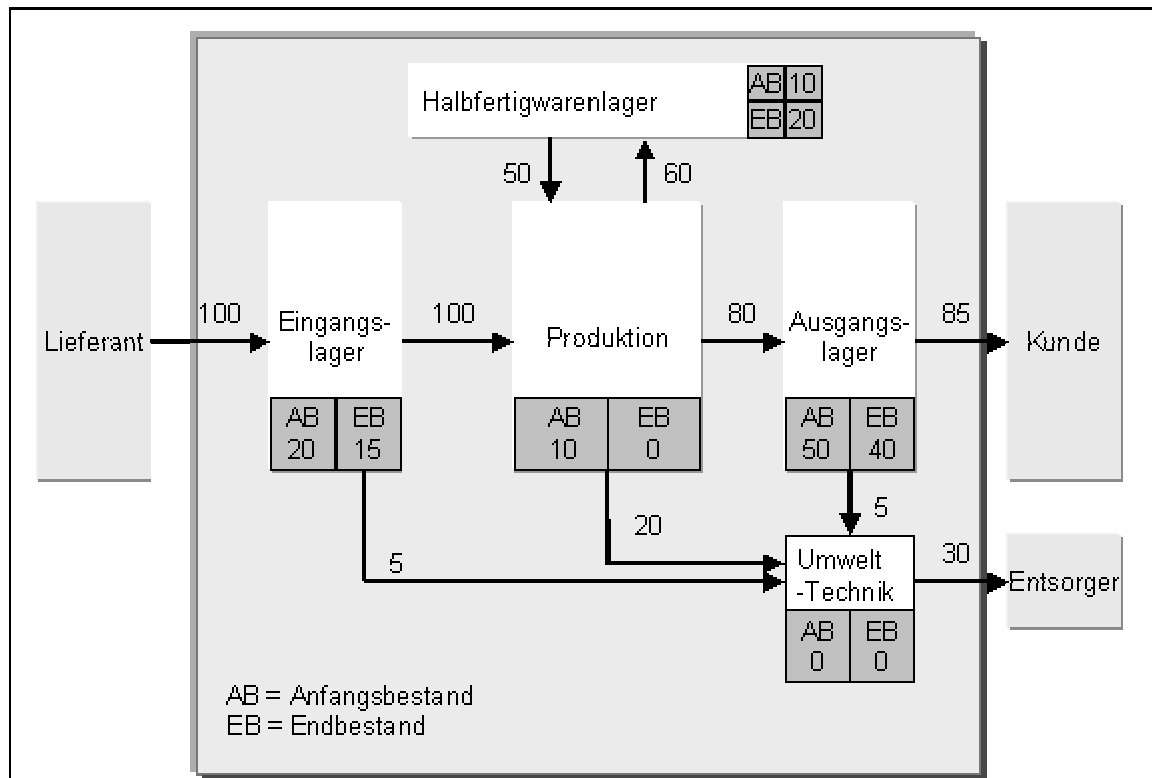 Halbfertigwarenlager
AB 10
EB 20
50
60
Lieferant
100
Eingangs-
lager
AB EB
20 15
100
Produktion
AB EB
10 0
80
Ausgangs-
lager
AB EB
50 40
85
Kunde
5
20
5
Umwelt
-Technik
AB EB
0 0
30
Entsorger
AB = Anfangsbestand
EB = Endbestand